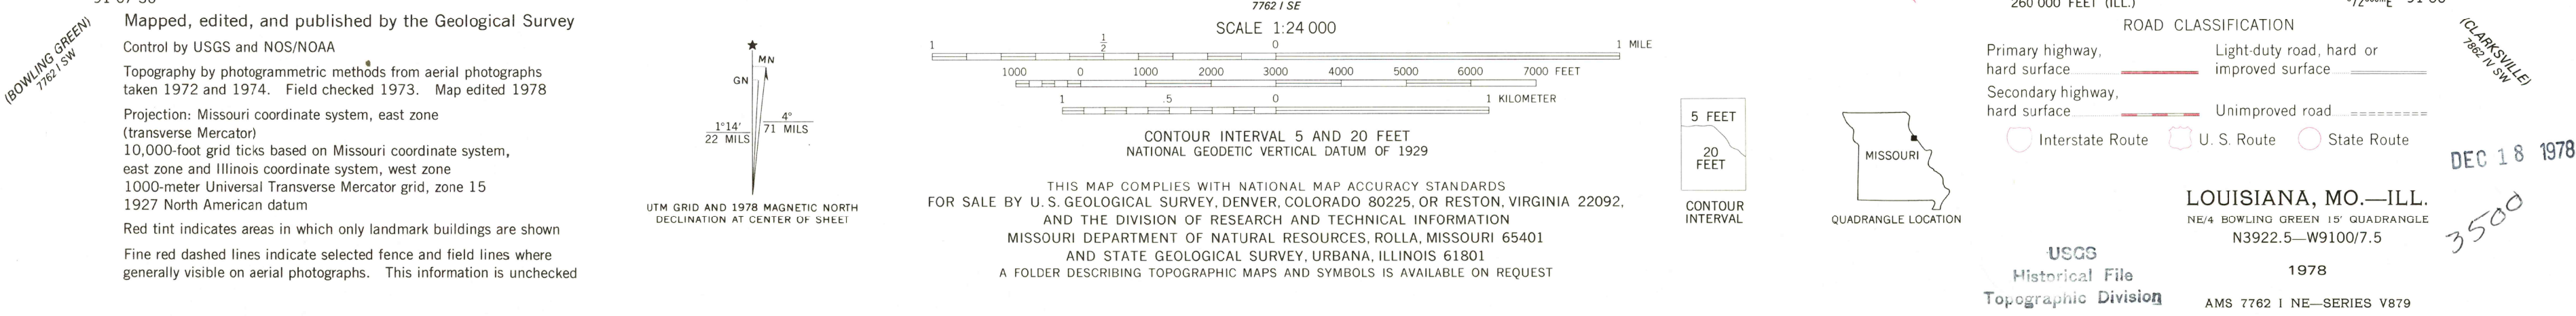 (BOWLING GREEN)
7762 I SW
Mapped, edited, and published by the Geological Survey
Control by USGS and NOS/NOAA
Topography by photogrammetric methods from aerial photographs
taken 1972 and 1974. Field checked 1973. Map edited 1978
Projection: Missouri coordinate system, east zone
(transverse Mercator)
10,000-foot grid ticks based on Missouri coordinate system,
east zone and Illinois coordinate system, west zone
1000-meter Universal Transverse Mercator grid, zone 15
1927 North American datum
Red tint indicates areas in which only landmark buildings are shown
Fine red dashed lines indicate selected fence and field lines where
generally visible on aerial photographs. This information is unchecked
MN
GN
1°14′
22 MILS
4°
71 MILS
UTM GRID AND 1978 MAGNETIC NORTH
DECLINATION AT CENTER OF SHEET
7762 I SE
SCALE 1:24 000
1 1/2 0 1 MILE
1000 0 1000 2000 3000 4000 5000 6000 7000 FEET
1 .5 0 1 KILOMETER
CONTOUR INTERVAL 5 AND 20 FEET
NATIONAL GEODETIC VERTICAL DATUM OF 1929
THIS MAP COMPLIES WITH NATIONAL MAP ACCURACY STANDARDS
FOR SALE BY U.S. GEOLOGICAL SURVEY, DENVER, COLORADO 80225, OR RESTON, VIRGINIA 22092,
AND THE DIVISION OF RESEARCH AND TECHNICAL INFORMATION
MISSOURI DEPARTMENT OF NATURAL RESOURCES, ROLLA, MISSOURI 65401
AND STATE GEOLOGICAL SURVEY, URBANA, ILLINOIS 61801
A FOLDER DESCRIBING TOPOGRAPHIC MAPS AND SYMBOLS IS AVAILABLE ON REQUEST
5 FEET
20
FEET
CONTOUR
INTERVAL
MISSOURI
QUADRANGLE LOCATION
260 000 FEET (ILL.)
ROAD CLASSIFICATION
Primary highway,
hard surface
Light-duty road, hard or
improved surface
Secondary highway,
hard surface
Unimproved road
Interstate Route U. S. Route State Route
(CLARKSVILLE)
7862 IV SW
DEC 18 1978
LOUISIANA, MO.—ILL.
NE/4 BOWLING GREEN 15′ QUADRANGLE
N3922.5—W9100/7.5
3500
1978
AMS 7762 I NE—SERIES V879
USGS
Historical File
Topographic Division